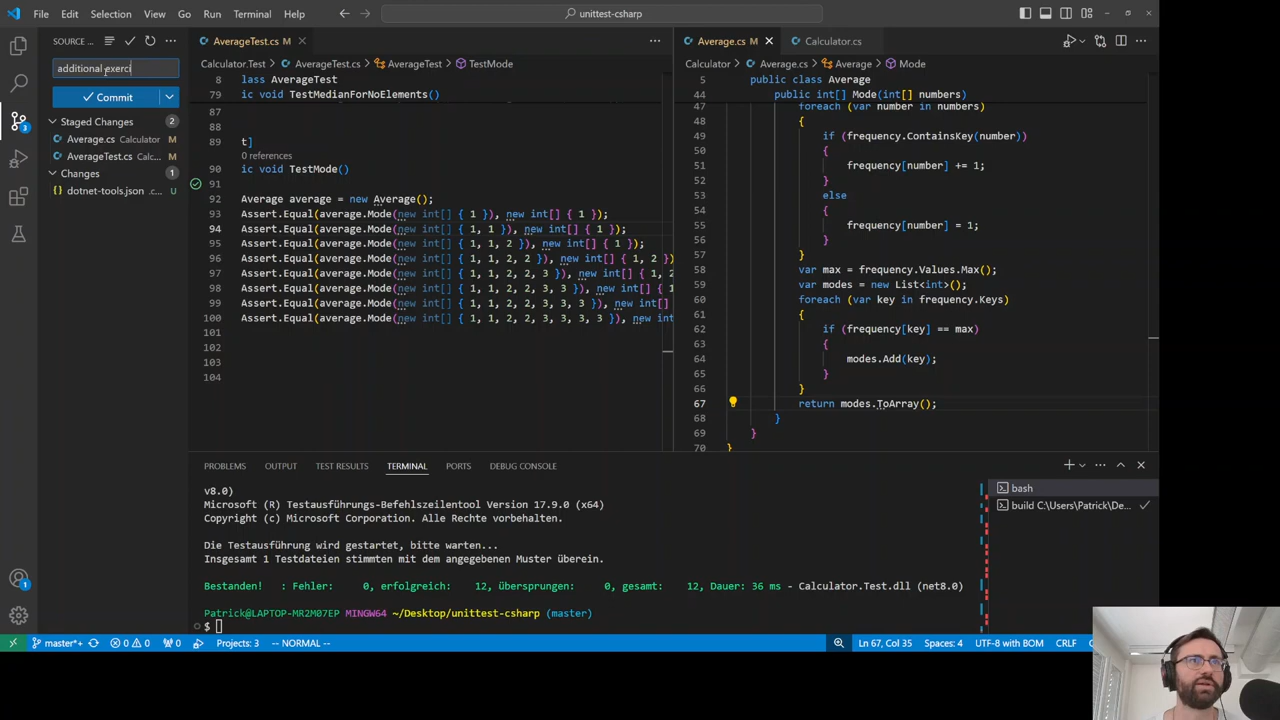 File Edit Selection View Go Run Terminal Help
unittest-csharp
SOURCE ...
additional exerci
Commit
Staged Changes 2
Average.cs Calculator M
AverageTest.cs Calc... M
Changes 1
dotnet-tools.json .c... U
3
1
AverageTest.cs M
Calculator.Test > AverageTest.cs > AverageTest > TestMode
8 lass AverageTest
79 ic void TestMedianForNoElements()
87
88
89 t]
0 references
90 ic void TestMode()
91
92 Average average = new Average();
93 Assert.Equal(average.Mode(new int[] { 1 }), new int[] { 1 });
94 Assert.Equal(average.Mode(new int[] { 1, 1 }), new int[] { 1 });
95 Assert.Equal(average.Mode(new int[] { 1, 1, 2 }), new int[] { 1 });
96 Assert.Equal(average.Mode(new int[] { 1, 1, 2, 2 }), new int[] { 1, 2 }
97 Assert.Equal(average.Mode(new int[] { 1, 1, 2, 2, 3 }), new int[] { 1, 2
98 Assert.Equal(average.Mode(new int[] { 1, 1, 2, 2, 3, 3 }), new int[] { 1
99 Assert.Equal(average.Mode(new int[] { 1, 1, 2, 2, 3, 3, 3 }), new int[]
100 Assert.Equal(average.Mode(new int[] { 1, 1, 2, 2, 3, 3, 3, 3 }), new int
101
102
103
104
Average.cs M Calculator.cs
Calculator > Average.cs > Average > Mode
5 public class Average
44 public int[] Mode(int[] numbers)
47 foreach (var number in numbers)
48 {
49 if (frequency.ContainsKey(number))
50 {
51 frequency[number] += 1;
52 }
53 else
54 {
55 frequency[number] = 1;
56 }
57 }
58 var max = frequency.Values.Max();
59 var modes = new List<int>();
60 foreach (var key in frequency.Keys)
61 {
62 if (frequency[key] == max)
63 {
64 modes.Add(key);
65 }
66 }
67 return modes.ToArray();
68 }
69 }
70 }
PROBLEMS OUTPUT TEST RESULTS TERMINAL PORTS DEBUG CONSOLE
v8.0)
Microsoft (R) Testausführungs-Befehlszeilentool Version 17.9.0 (x64)
Copyright (c) Microsoft Corporation. Alle Rechte vorbehalten.
Die Testausführung wird gestartet, bitte warten...
Insgesamt 1 Testdateien stimmten mit dem angegebenen Muster überein.
Bestanden! : Fehler: 0, erfolgreich: 12, übersprungen: 0, gesamt: 12, Dauer: 36 ms - Calculator.Test.dll (net8.0)
Patrick@LAPTOP-MR2M07EP MINGW64 ~/Desktop/unittest-csharp (master)
$
bash
build C:\Users\Patrick\De...
master* 0 0 0 Projects: 3 -- NORMAL -- Ln 67, Col 35 Spaces: 4 UTF-8 with BOM CRLF